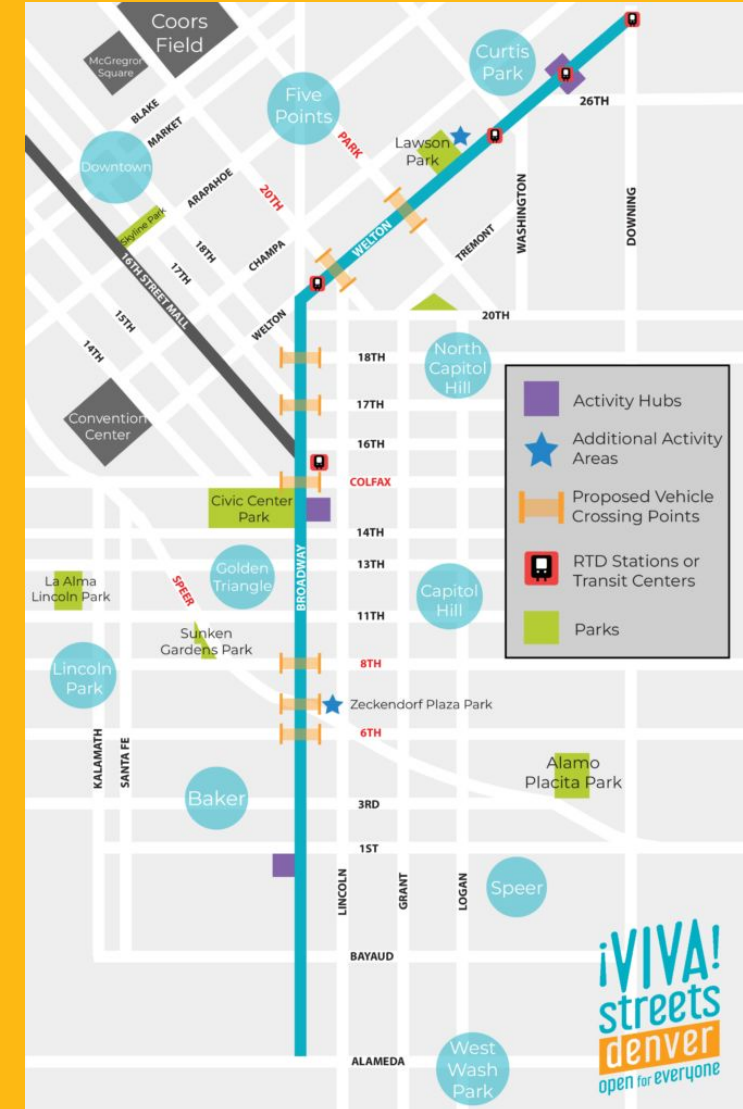 Coors
Field
McGregror
Square
Curtis
Park
BLAKE
MARKET
Five
Points
26TH
PARK
Lawson
Park
Downtown
ARAPAHOE
20TH
Skyline Park
18TH
CHAMPA
WELTON
TREMONT
WASHINGTON
DOWNING
16TH STREET MALL
17TH
15TH
WELTON
14TH
20TH
18TH
North
Capitol
Hill
17TH
Convention
Center
16TH
COLFAX
Civic Center
Park
14TH
13TH
BROADWAY
Golden
Triangle
La Alma
Lincoln Park
SPEER
Capitol
Hill
11TH
Sunken
Gardens Park
Lincoln
Park
8TH
Zeckendorf Plaza Park
6TH
KALAMATH
SANTA FE
Alamo
Placita Park
Baker
3RD
1ST
LINCOLN
GRANT
LOGAN
Speer
BAYAUD
ALAMEDA
West
Wash
Park
Activity Hubs
Additional Activity
Areas
Proposed Vehicle
Crossing Points
RTD Stations or
Transit Centers
Parks
¡VIVA!
streets
denver
open for everyone